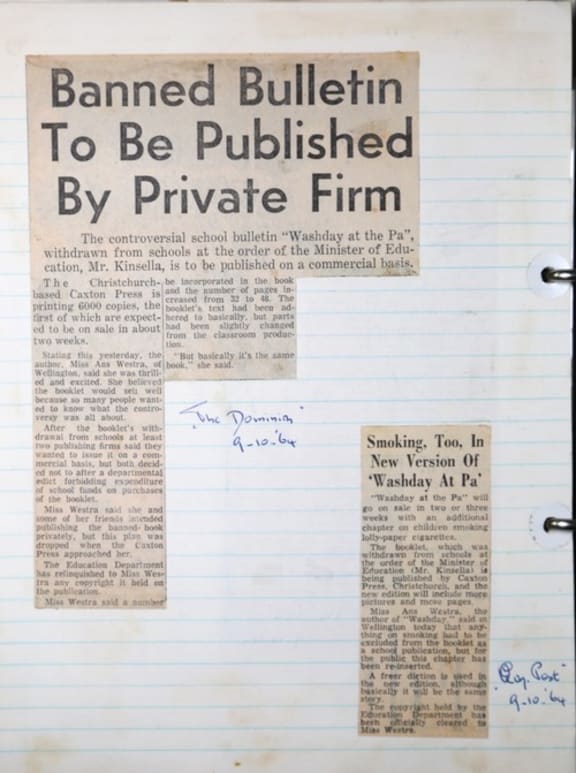 Banned Bulletin
To Be Published
By Private Firm
The controversial school bulletin "Washday at the Pa",
withdrawn from schools at the order of the Minister of Edu-
cation, Mr. Kinsella, is to be published on a commercial basis.
The Christchurch-
based Caxton Press is
printing 6000 copies, the
first of which are expect-
ed to be on sale in about
two weeks.
Stating this yesterday, the
author, Miss Ans Westra, of
Wellington, said she was thrill-
ed and excited. She believed
the booklet would sell well
because so many people want-
ed to know what the contro-
versy was all about.
After the booklet's with-
drawal from schools at least
two publishing firms said they
wanted to issue it on a com-
mercial basis, but both decid-
ed not to after a departmental
edict forbidding expenditure
of school funds on purchases
of the booklet.
Miss Westra said she and
some of her friends intended
publishing the banned book
privately, but this plan was
dropped when the Caxton
Press approached her.
The Education Department
has relinquished to Miss Wes-
tra any copyright it held on
the publication.
Miss Westra said a number
be incorporated in the book
and the number of pages in-
creased from 32 to 48. The
booklet's text had been ad-
hered to basically, but parts
had been slightly changed
from the classroom produc-
tion.
"But basically it's the same
book," she said.
"The Dominion"
9-10-'64
Smoking, Too, In
New Version Of
'Washday At Pa'
"Washday at the Pa" will
go on sale in two or three
weeks with an additional
chapter on children smoking
lolly-paper cigarettes.
The booklet, which was
withdrawn from schools at
the order of the Minister of
Education (Mr. Kinsella) is
being published by Caxton
Press, Christchurch, and the
new edition will include more
pictures and more pages.
Miss Ans Westra, the
author of "Washday," said in
Wellington today that any-
thing on smoking had to be
excluded from the booklet as
a school publication, but for
the public this chapter has
been re-inserted.
A freer diction is used in
the new edition, although
basically it will be the same
story.
The copyright held by the
Education Department has
been officially cleared to
Miss Westra.
Post"
9-10-'64